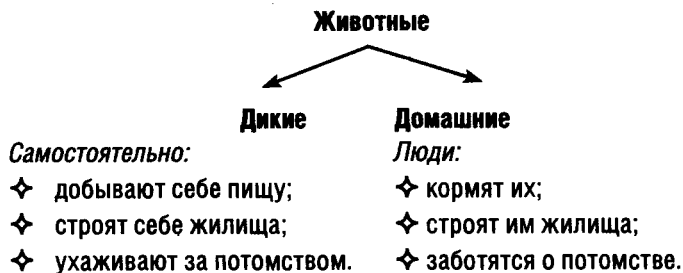 Животные
Дикие Домашние
Самостоятельно: Люди:
✧ добывают себе пищу; ✧ кормят их;
✧ строят себе жилища; ✧ строят им жилища;
✧ ухаживают за потомством. ✧ заботятся о потомстве.